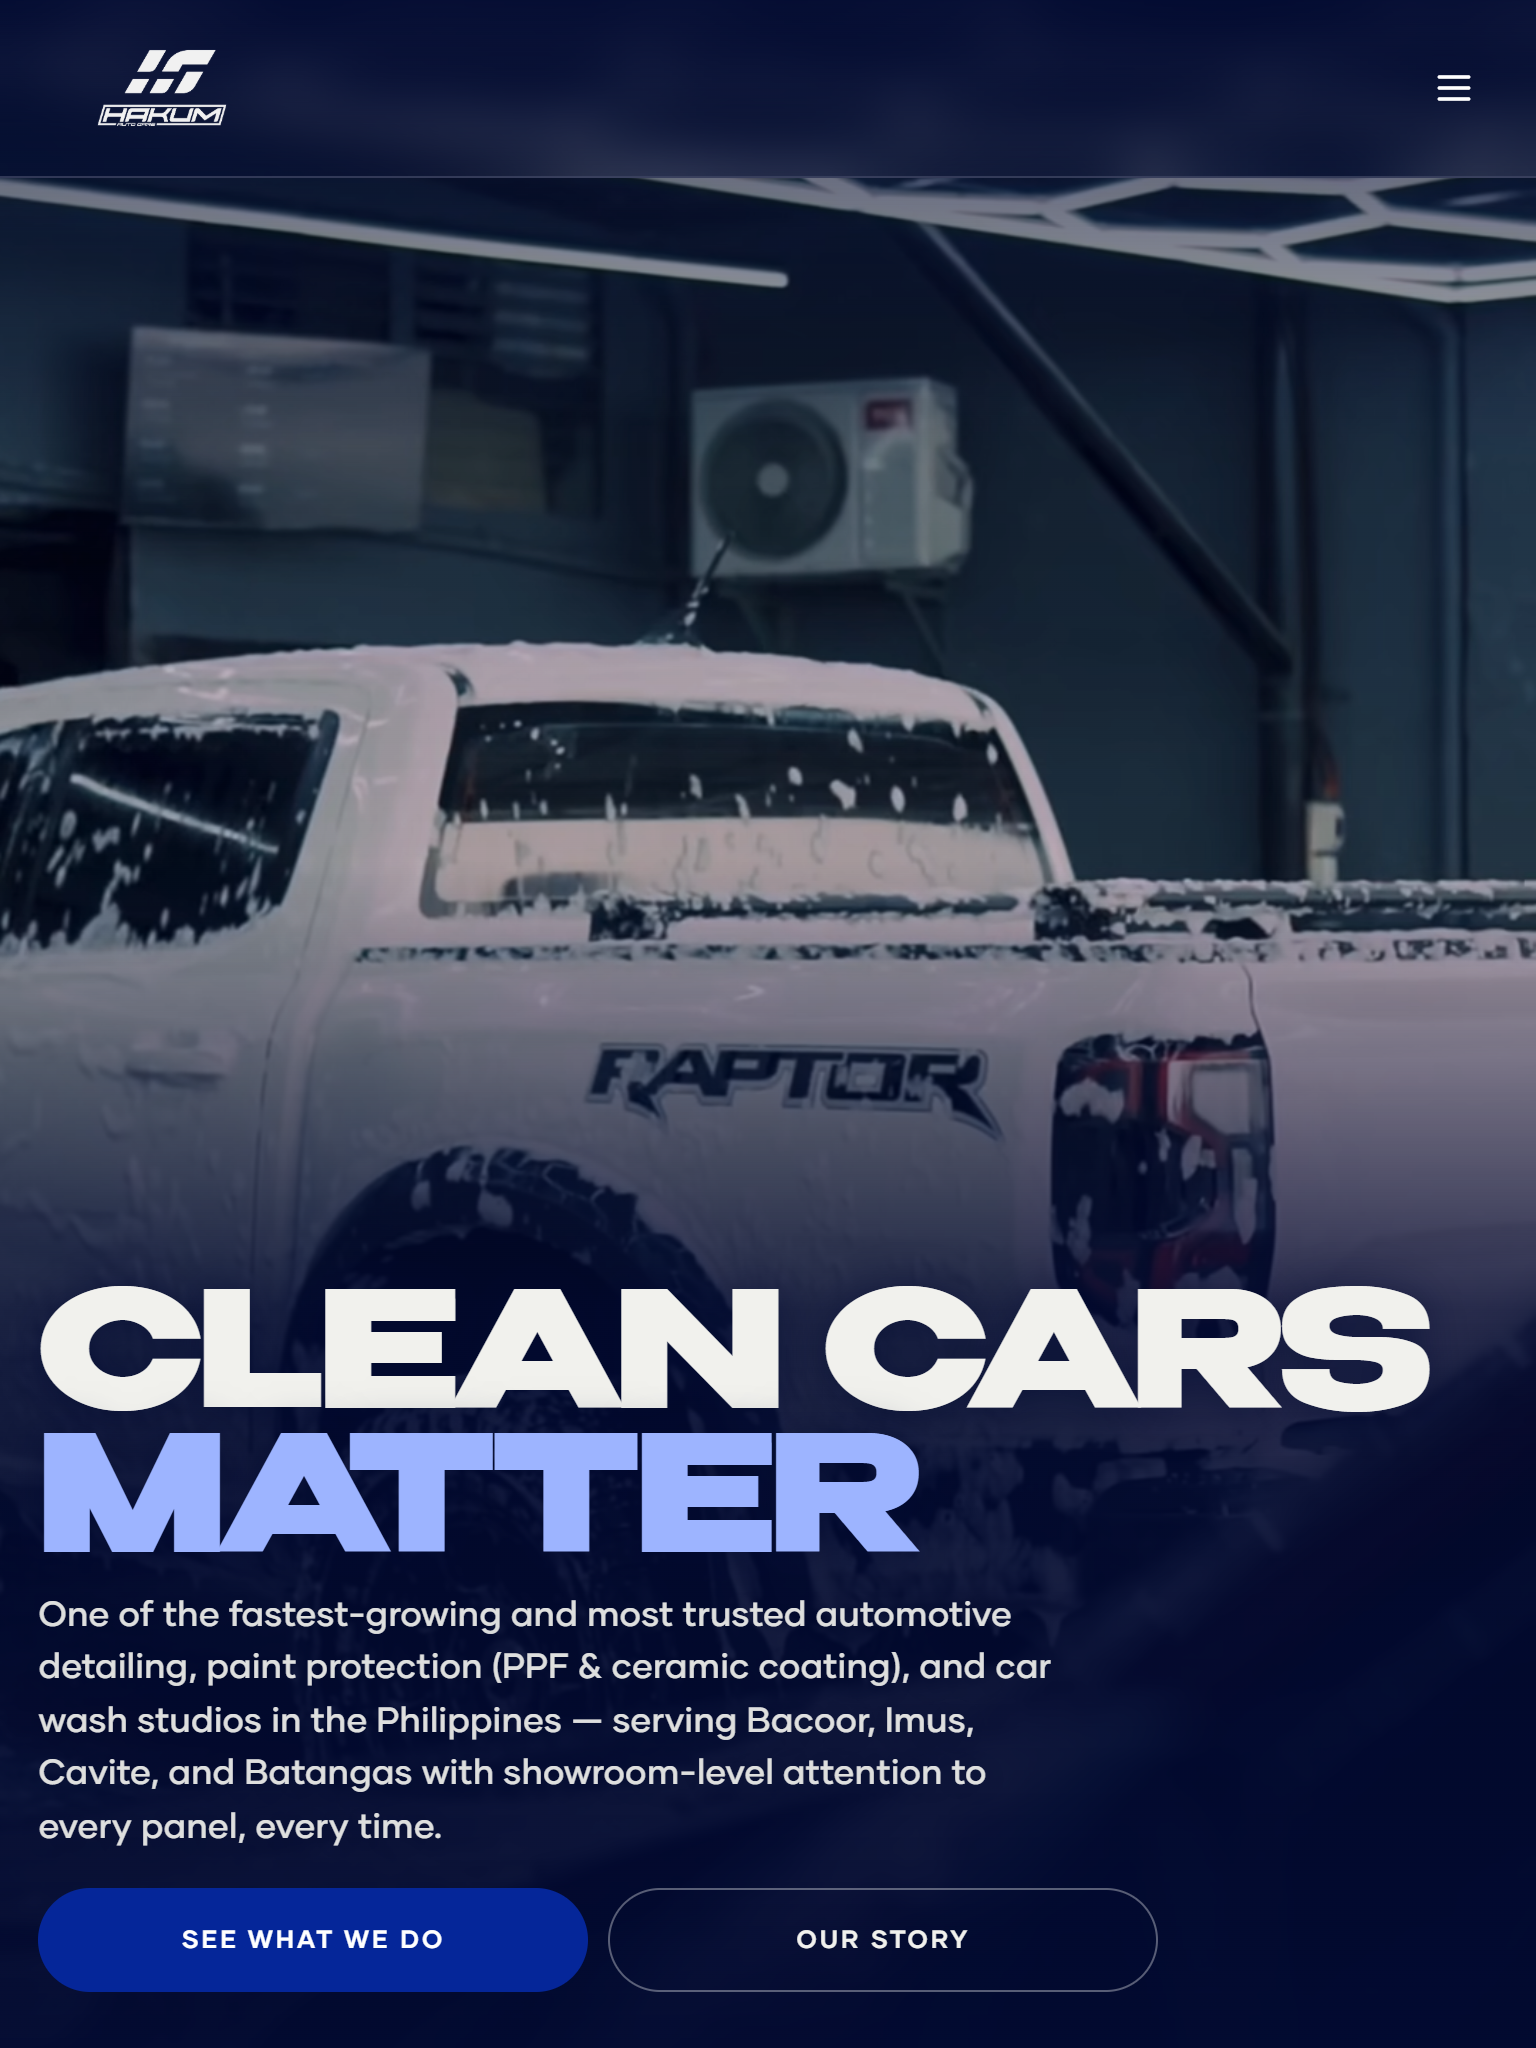 HAKUM
AUTO CARE
RAPTOR
CLEAN CARS
MATTER
One of the fastest-growing and most trusted automotive
detailing, paint protection (PPF & ceramic coating), and car
wash studios in the Philippines — serving Bacoor, Imus,
Cavite, and Batangas with showroom-level attention to
every panel, every time.
SEE WHAT WE DO
OUR STORY